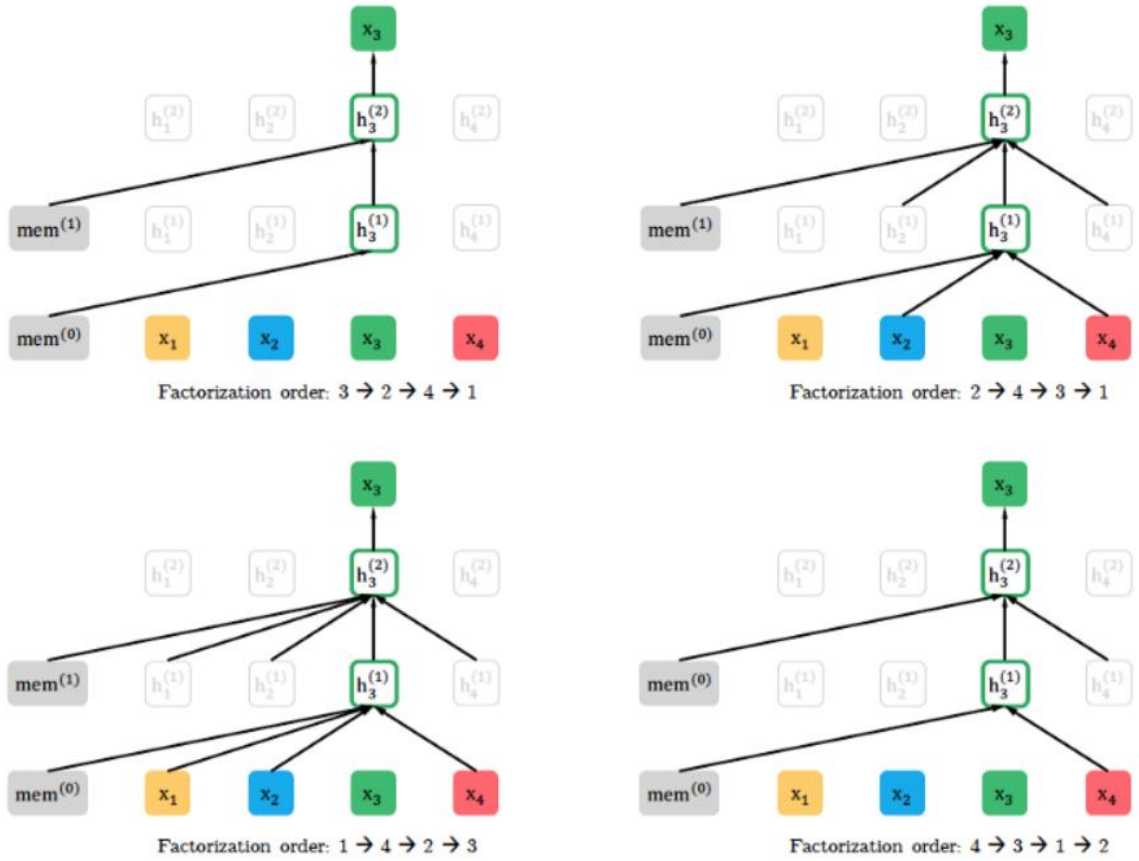 x₃ x₃
h₁⁽²⁾ h₂⁽²⁾ h₃⁽²⁾ h₄⁽²⁾ h₁⁽²⁾ h₂⁽²⁾ h₃⁽²⁾ h₄⁽²⁾
mem⁽¹⁾ h₁⁽¹⁾ h₂⁽¹⁾ h₃⁽¹⁾ h₄⁽¹⁾ mem⁽¹⁾ h₁⁽¹⁾ h₂⁽¹⁾ h₃⁽¹⁾ h₄⁽¹⁾
mem⁽⁰⁾ x₁ x₂ x₃ x₄ mem⁽⁰⁾ x₁ x₂ x₃ x₄
Factorization order: 3 → 2 → 4 → 1 Factorization order: 2 → 4 → 3 → 1
x₃ x₃
h₁⁽²⁾ h₂⁽²⁾ h₃⁽²⁾ h₄⁽²⁾ h₁⁽²⁾ h₂⁽²⁾ h₃⁽²⁾ h₄⁽²⁾
mem⁽¹⁾ h₁⁽¹⁾ h₂⁽¹⁾ h₃⁽¹⁾ h₄⁽¹⁾ mem⁽⁰⁾ h₁⁽¹⁾ h₂⁽¹⁾ h₃⁽¹⁾ h₄⁽¹⁾
mem⁽⁰⁾ x₁ x₂ x₃ x₄ mem⁽⁰⁾ x₁ x₂ x₃ x₄
Factorization order: 1 → 4 → 2 → 3 Factorization order: 4 → 3 → 1 → 2